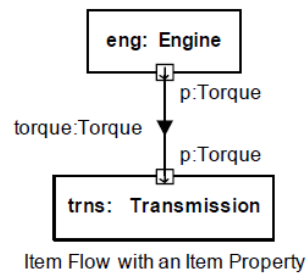 eng: Engine
p:Torque
torque:Torque
p:Torque
trns: Transmission
Item Flow with an Item Property